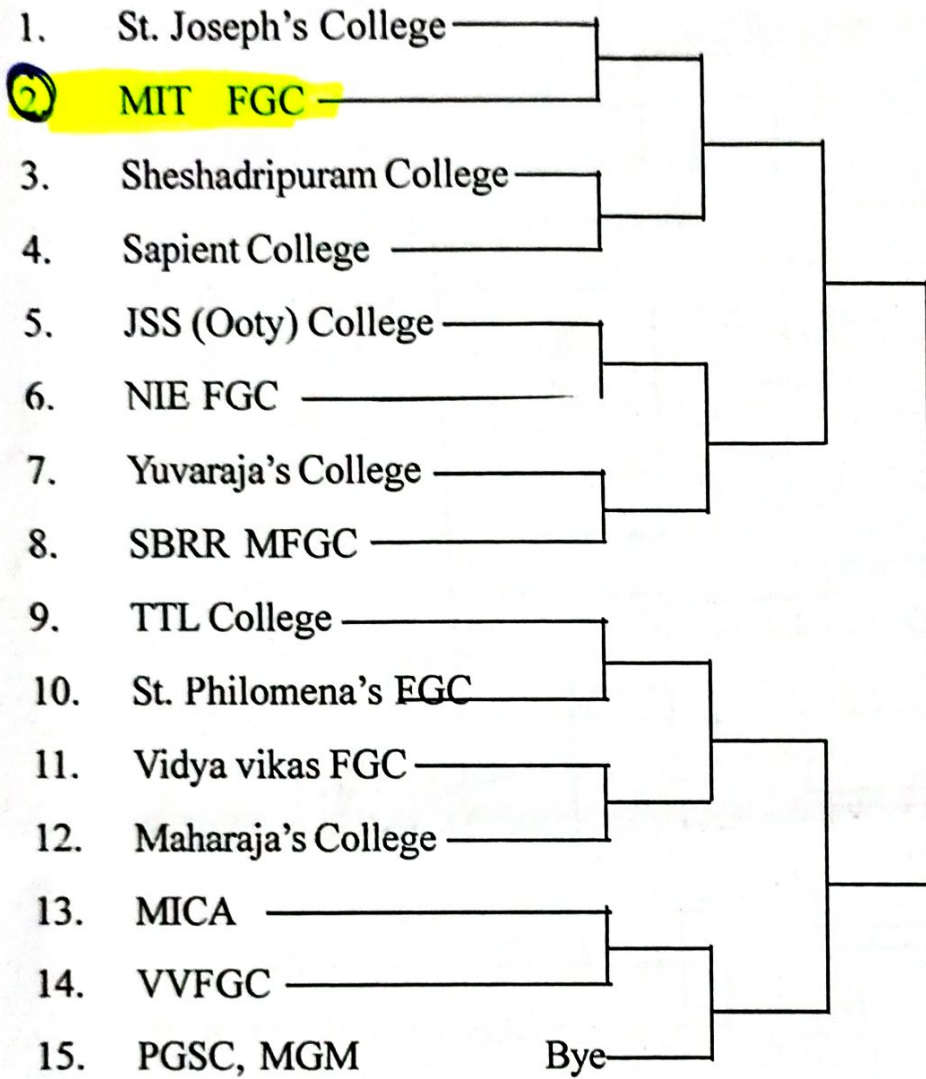 1. St. Joseph's College
2 MIT FGC
3. Sheshadripuram College
4. Sapient College
5. JSS (Ooty) College
6. NIE FGC
7. Yuvaraja's College
8. SBRR MFGC
9. TTL College
10. St. Philomena's FGC
11. Vidya vikas FGC
12. Maharaja's College
13. MICA
14. VVFGC
15. PGSC, MGM Bye